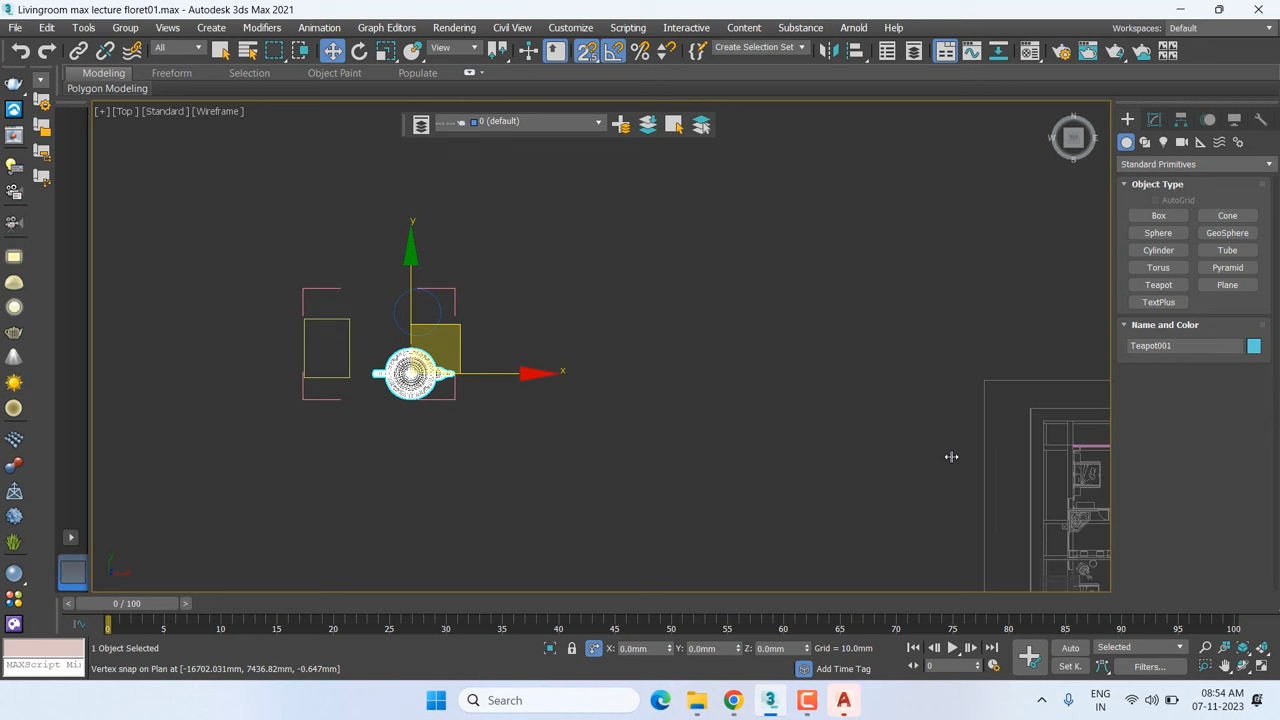 Livingroom max lecture floret01.max - Autodesk 3ds Max 2021
File Edit Tools Group Views Create Modifiers Animation Graph Editors Rendering Civil View Customize Scripting Interactive Content Substance Arnold Help Workspaces: Default
All View Create Selection Set
Modeling Freeform Selection Object Paint Populate
Polygon Modeling
[+] [Top ] [Standard ] [Wireframe ]
0 (default)
N
W E
S
Standard Primitives
Object Type
AutoGrid
Box Cone
Sphere GeoSphere
Cylinder Tube
Torus Pyramid
Teapot Plane
TextPlus
Name and Color
Teapot001
y
x
0 / 100
0 5 10 15 20 25 30 35 40 45 50 55 60 65 70 75 80 85 90 95 100
1 Object Selected X: 0.0mm Y: 0.0mm Z: 0.0mm Grid = 10.0mm Auto Selected
MAXScript Mi Vertex snap on Plan at [-16702.031mm, 7436.82mm, -0.647mm] Add Time Tag 0 Set K. Filters...
Search
ENG
IN
08:54 AM
07-11-2023